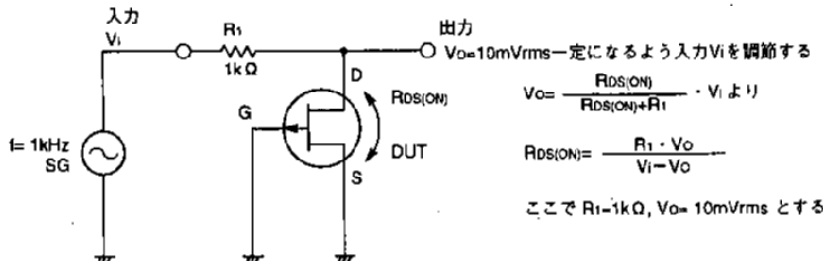 入力
Vi
R1
1kΩ
出力
Vo=10mVrms一定になるよう入力Viを調節する
D
RDS(ON)
G
DUT
S
f= 1kHz
SG
Vo= RDS(ON) / RDS(ON)+R1 · Vi より
RDS(ON)= R1 · Vo / Vi−Vo
ここで R1=1kΩ, Vo= 10mVrms とする